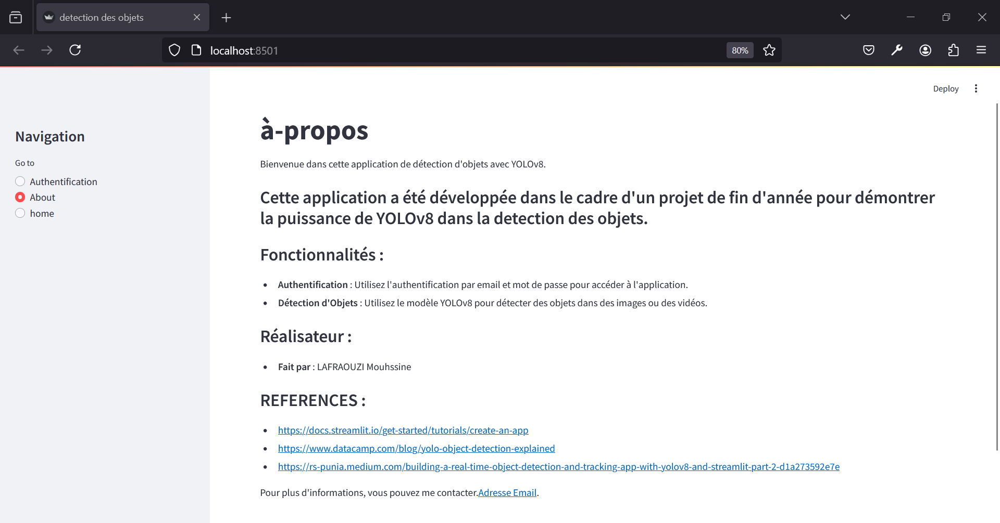 detection des objets
localhost:8501
80%
Deploy
Navigation
Go to
Authentification
About
home
à-propos
Bienvenue dans cette application de détection d'objets avec YOLOv8.
Cette application a été développée dans le cadre d'un projet de fin d'année pour démontrer
la puissance de YOLOv8 dans la detection des objets.
Fonctionnalités :
• Authentification : Utilisez l'authentification par email et mot de passe pour accéder à l'application.
• Détection d'Objets : Utilisez le modèle YOLOv8 pour détecter des objets dans des images ou des vidéos.
Réalisateur :
• Fait par : LAFRAOUZI Mouhssine
REFERENCES :
• https://docs.streamlit.io/get-started/tutorials/create-an-app
• https://www.datacamp.com/blog/yolo-object-detection-explained
• https://rs-punia.medium.com/building-a-real-time-object-detection-and-tracking-app-with-yolov8-and-streamlit-part-2-d1a273592e7e
Pour plus d'informations, vous pouvez me contacter.Adresse Email.